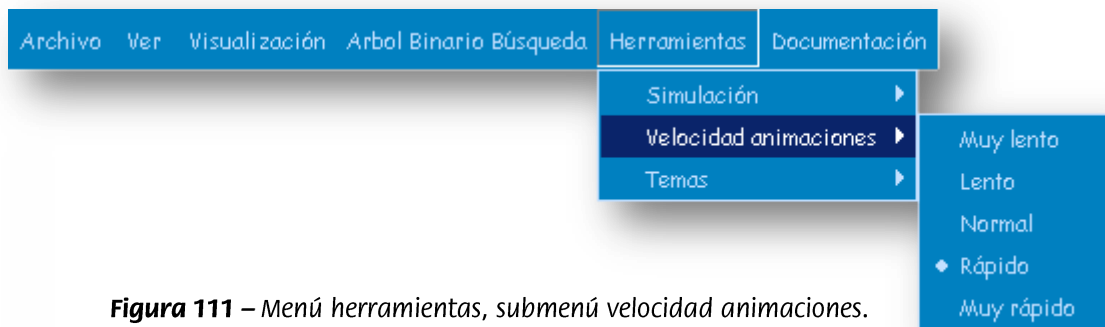 Archivo Ver Visualización Arbol Binario Búsqueda Herramientas Documentación
Simulación
Velocidad animaciones
Temas
Muy lento
Lento
Normal
Rápido
Muy rápido
Figura 111 – Menú herramientas, submenú velocidad animaciones.